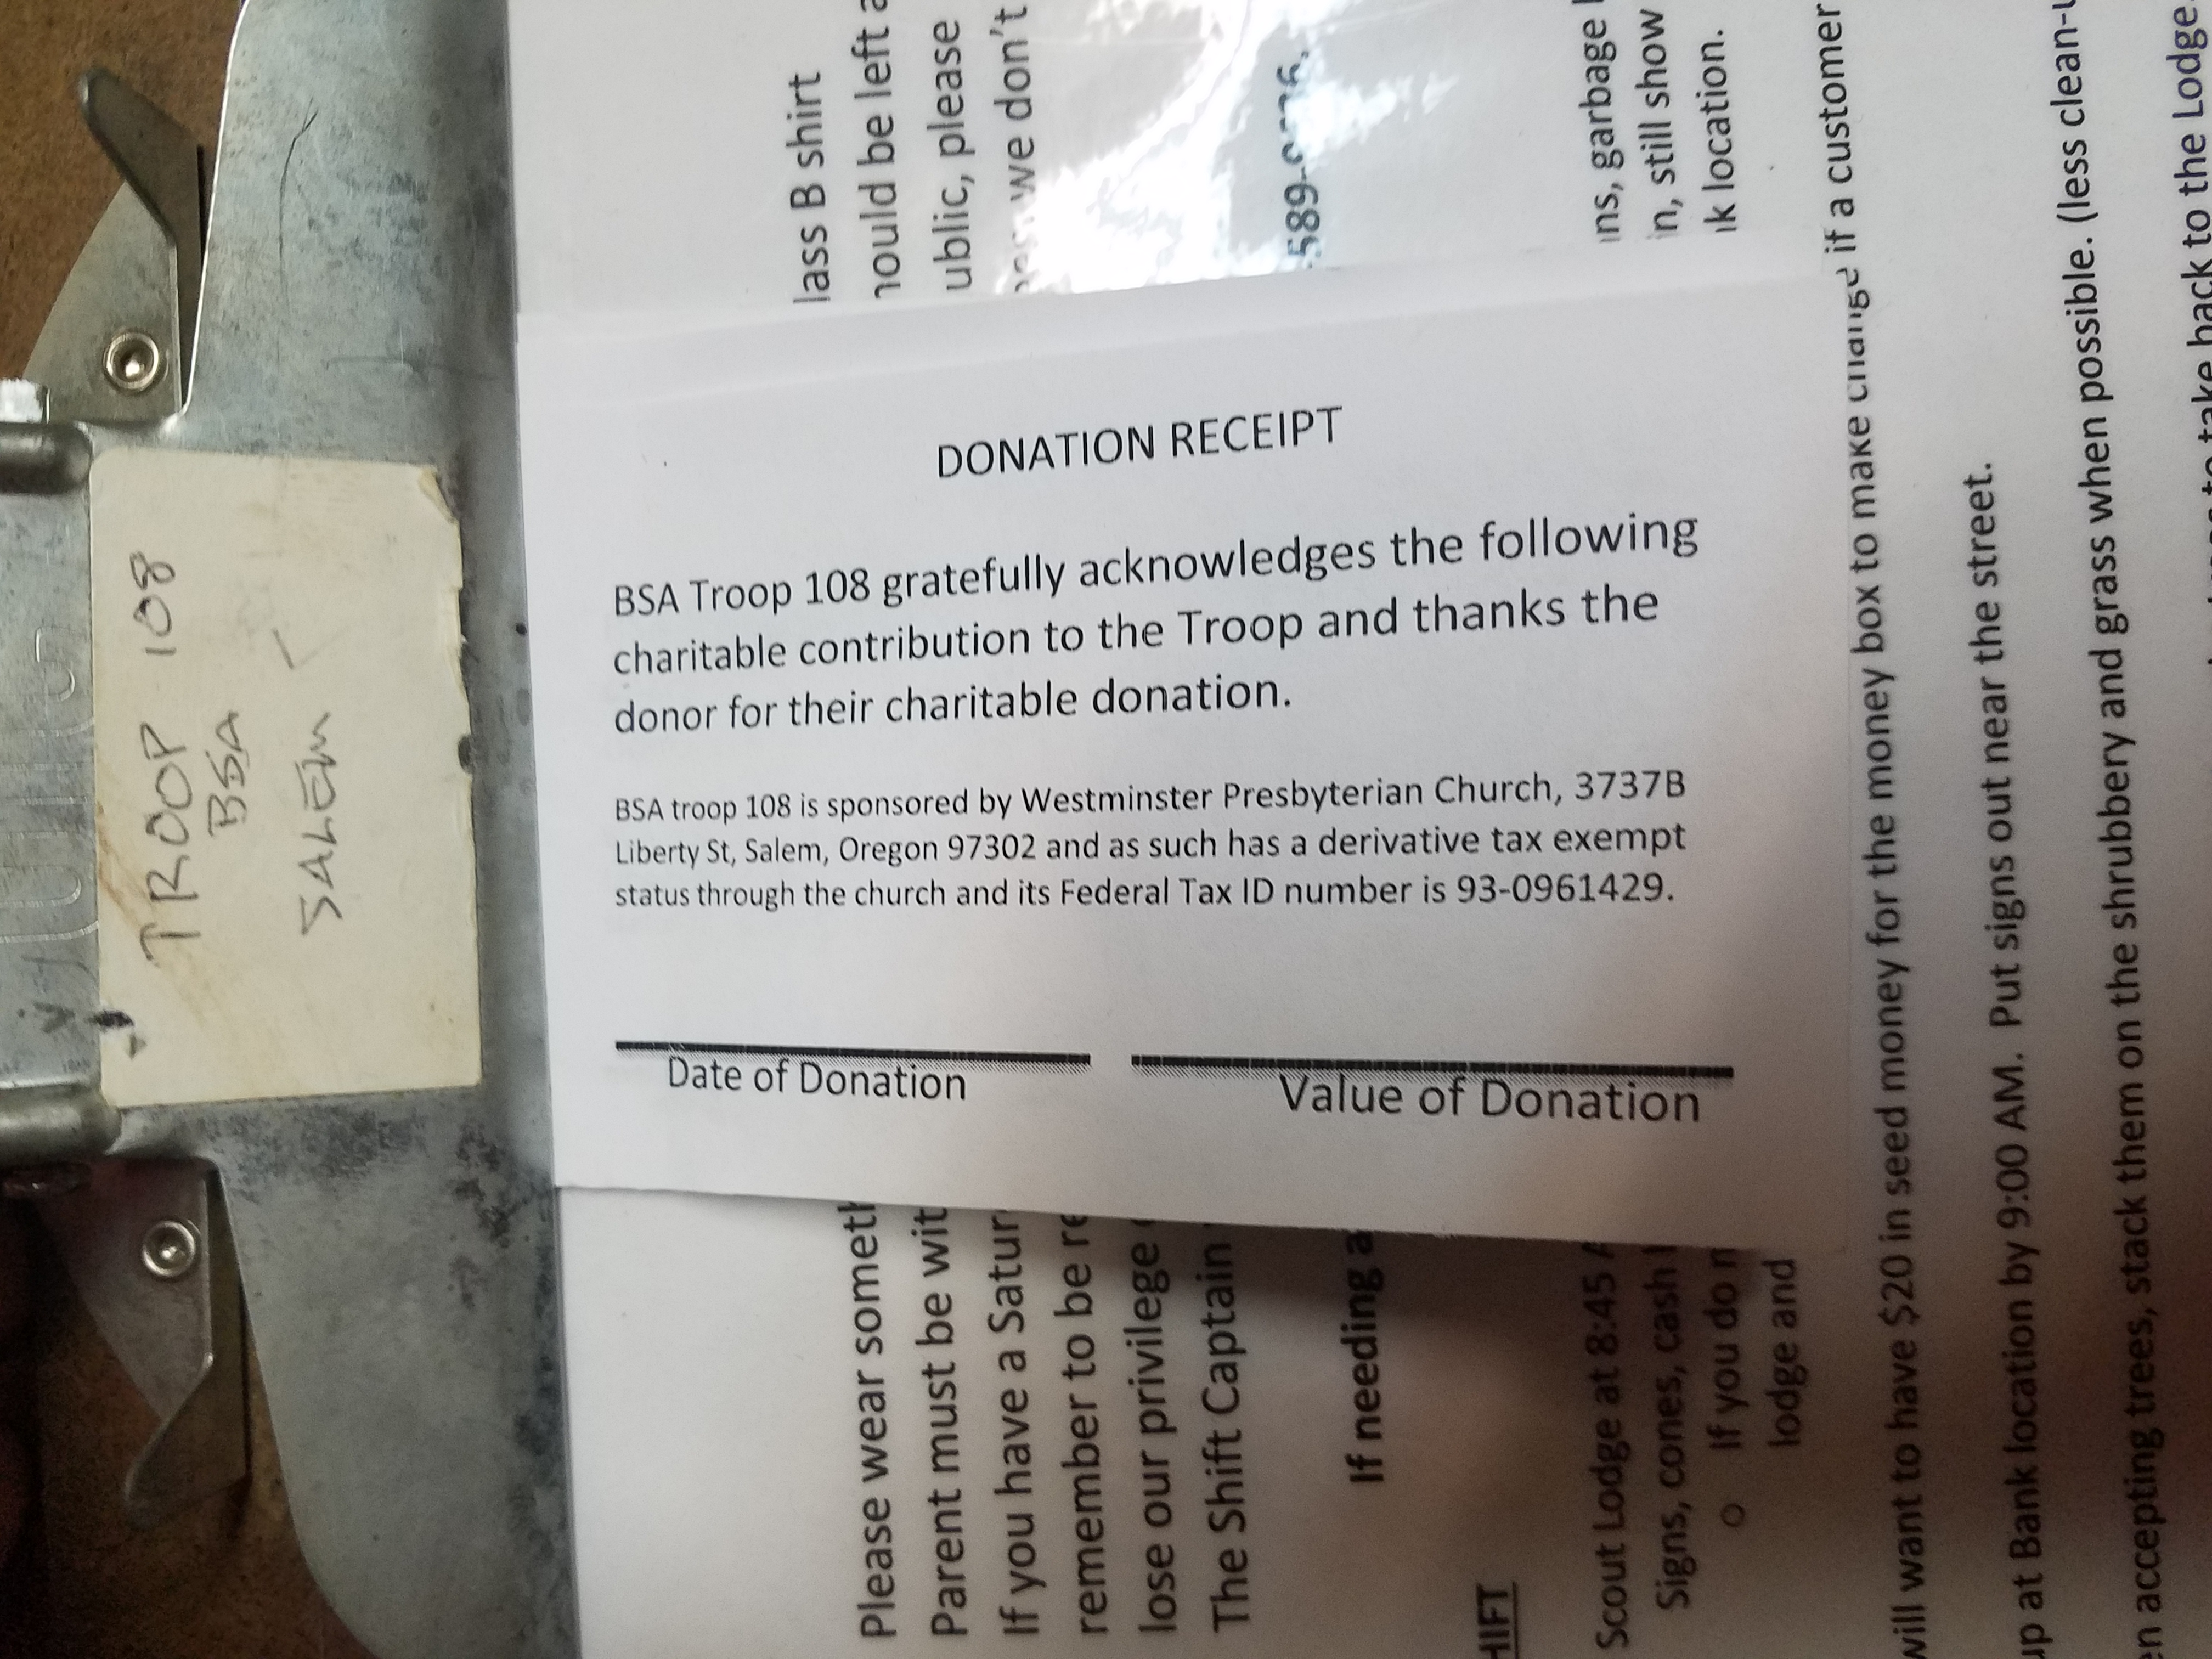 TROOP 108
BSA
SALEM
DONATION RECEIPT
BSA Troop 108 gratefully acknowledges the following
charitable contribution to the Troop and thanks the
donor for their charitable donation.
BSA troop 108 is sponsored by Westminster Presbyterian Church, 3737B
Liberty St, Salem, Oregon 97302 and as such has a derivative tax exempt
status through the church and its Federal Tax ID number is 93-0961429.
Date of Donation Value of Donation
lass B shirt
Please wear someth hould be left a
Parent must be wit ublic, please
If you have a Satur we don't
remember to be re
lose our privilege
The Shift Captain
589-
If needing a
HIFT
Scout Lodge at 8:45 A ns, garbage
Signs, cones, cash n, still show
o If you do n k location.
lodge and
will want to have $20 in seed money for the money box to make change if a customer
up at Bank location by 9:00 AM. Put signs out near the street.
en accepting trees, stack them on the shrubbery and grass when possible. (less clean-u
to take back to the Lodge.